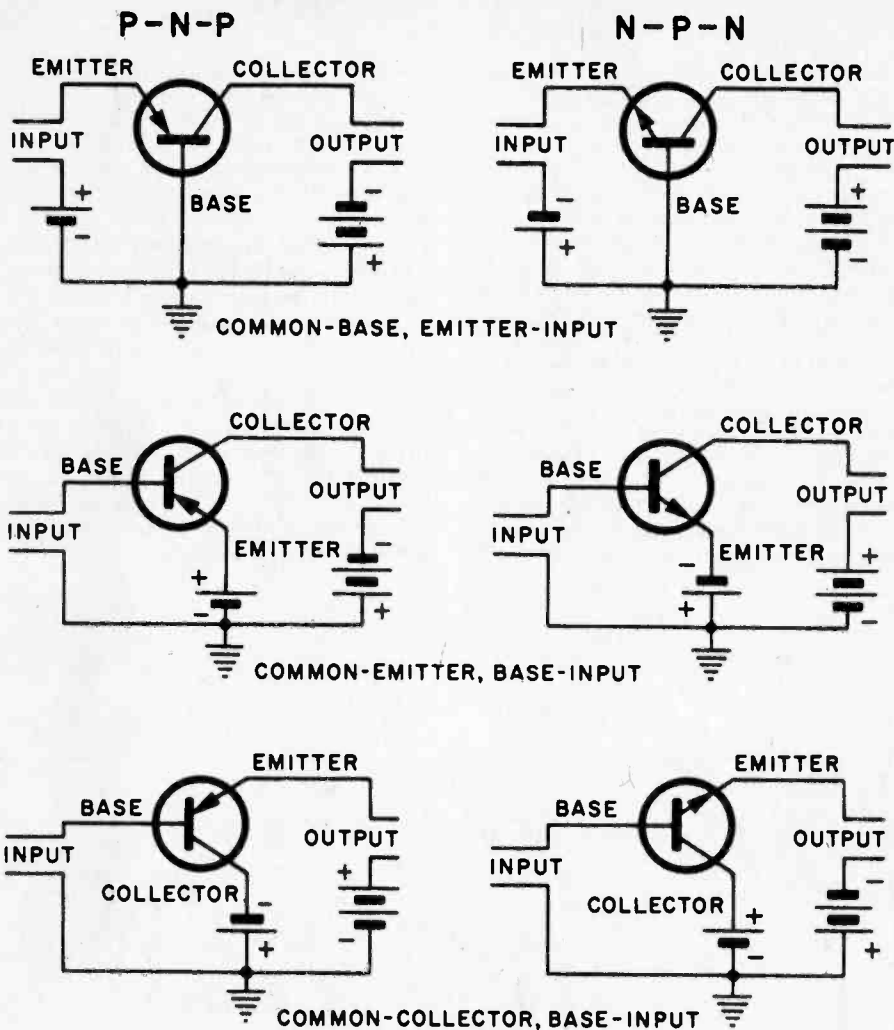 P-N-P
N-P-N
EMITTER
COLLECTOR
INPUT
OUTPUT
+
-
BASE
-
+
EMITTER
COLLECTOR
INPUT
OUTPUT
-
+
BASE
+
-
COMMON-BASE, EMITTER-INPUT
COLLECTOR
BASE
OUTPUT
INPUT
EMITTER
+
-
-
+
COLLECTOR
BASE
OUTPUT
INPUT
EMITTER
-
+
+
-
COMMON-EMITTER, BASE-INPUT
EMITTER
BASE
OUTPUT
INPUT
COLLECTOR
-
+
+
-
EMITTER
BASE
OUTPUT
INPUT
COLLECTOR
+
-
-
+
COMMON-COLLECTOR, BASE-INPUT